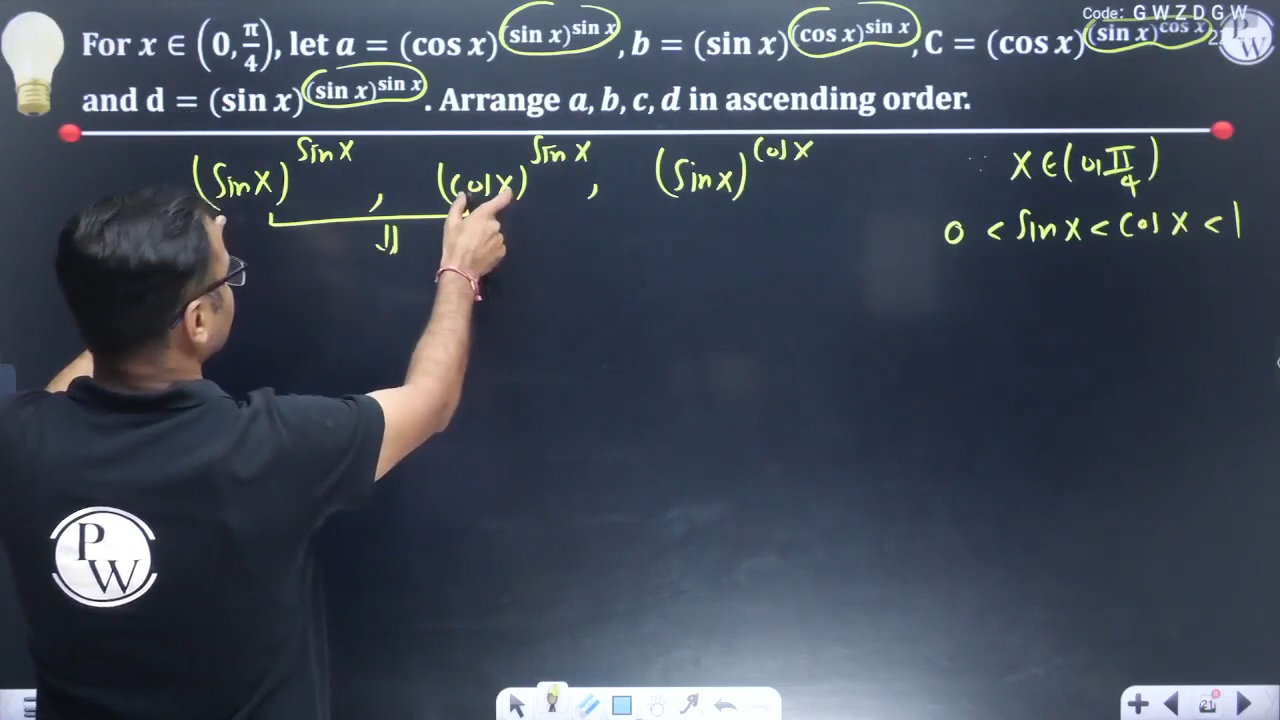 Code: G W Z D G W
For x ∈ (0, π/4), let a = (cos x)^(sin x)^sin x, b = (sin x)^(cos x)^sin x, C = (cos x)^(sin x)^cos x
and d = (sin x)^(sin x)^sin x. Arrange a, b, c, d in ascending order.
(Sin x)^Sin x , (Cos x)^Sin x , (Sin x)^Cos x x ∈ (0, π/4)
0 < Sin x < Cos x < 1
P W
21